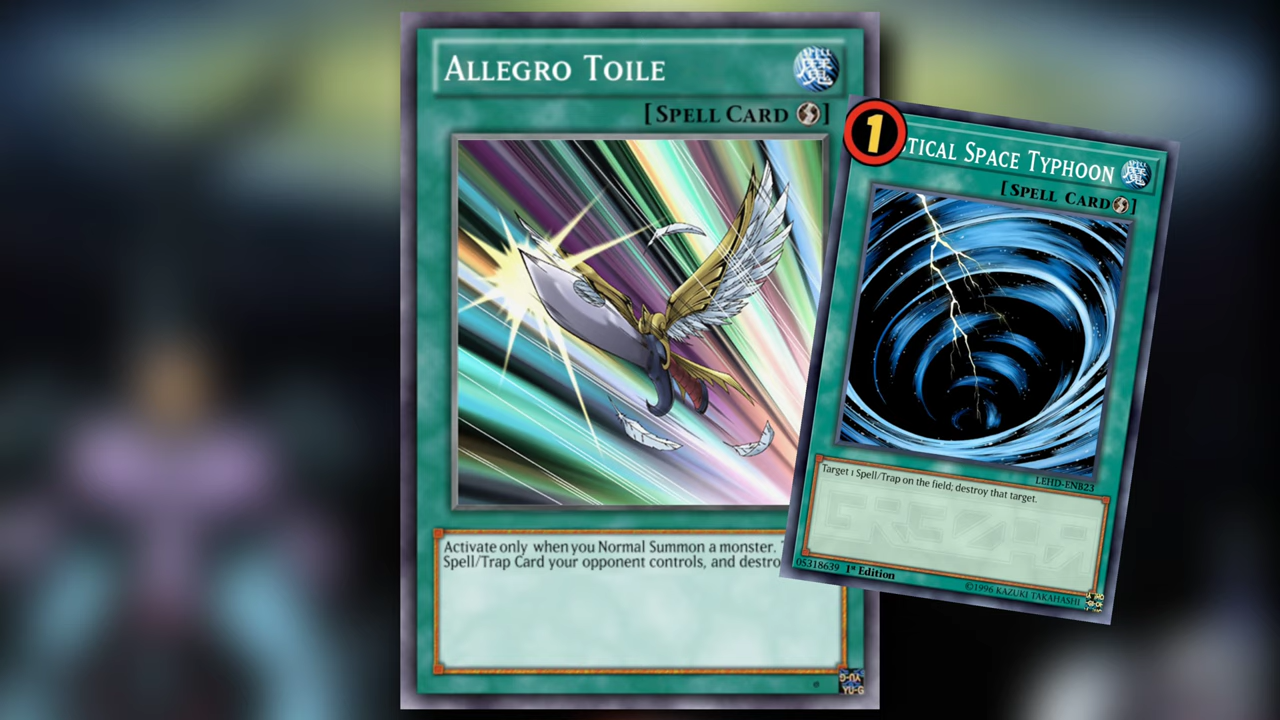 ALLEGRO TOILE
[SPELL CARD]
Activate only when you Normal Summon a monster.
Spell/Trap Card your opponent controls, and destro
1
TICAL SPACE TYPHOON
[SPELL CARD]
LEHD-ENB23
Target 1 Spell/Trap on the field; destroy that target.
05318639 1st Edition
©1996 KAZUKI TAKAHASHI